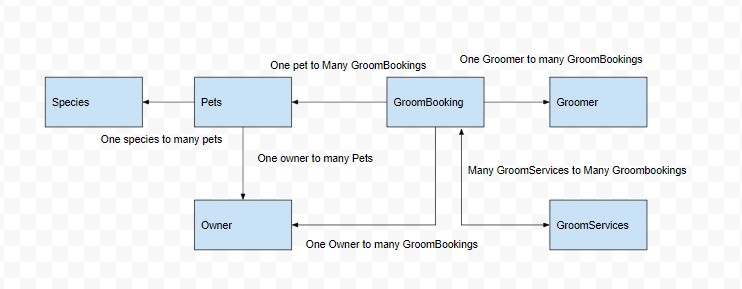 One Groomer to many GroomBookings
One pet to Many GroomBookings
Species
Pets
GroomBooking
Groomer
One species to many pets
One owner to many Pets
Many GroomServices to Many Groombookings
Owner
GroomServices
One Owner to many GroomBookings